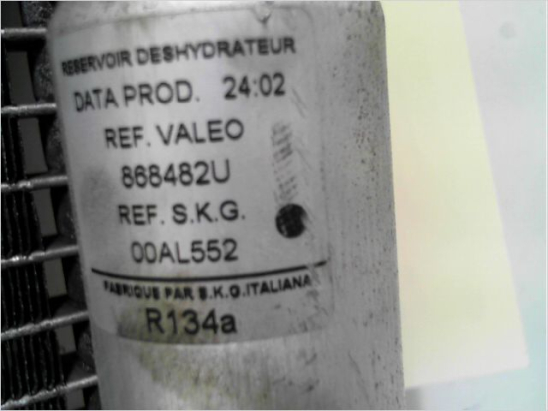 RESERVOIR DESHYDRATEUR
DATA PROD. 24:02
REF. VALEO
868482U
REF. S.K.G.
00AL552
FABRIQUE PAR S.K.G.ITALIANA
R134a